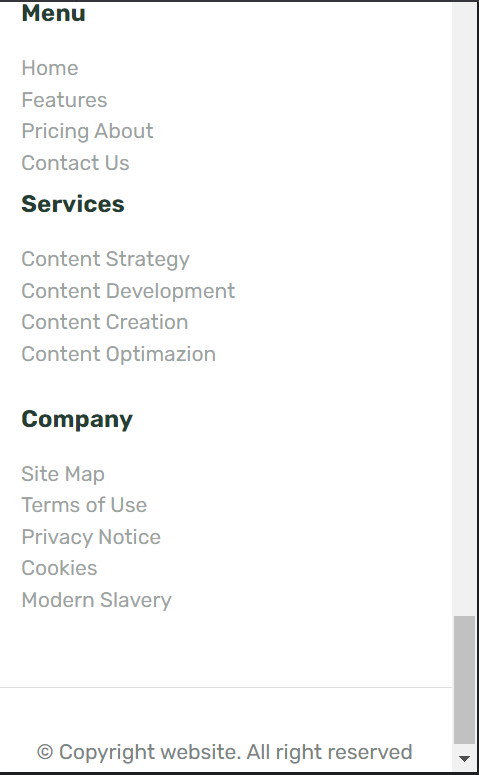 Menu
Home
Features
Pricing About
Contact Us
Services
Content Strategy
Content Development
Content Creation
Content Optimazion
Company
Site Map
Terms of Use
Privacy Notice
Cookies
Modern Slavery
© Copyright website. All right reserved